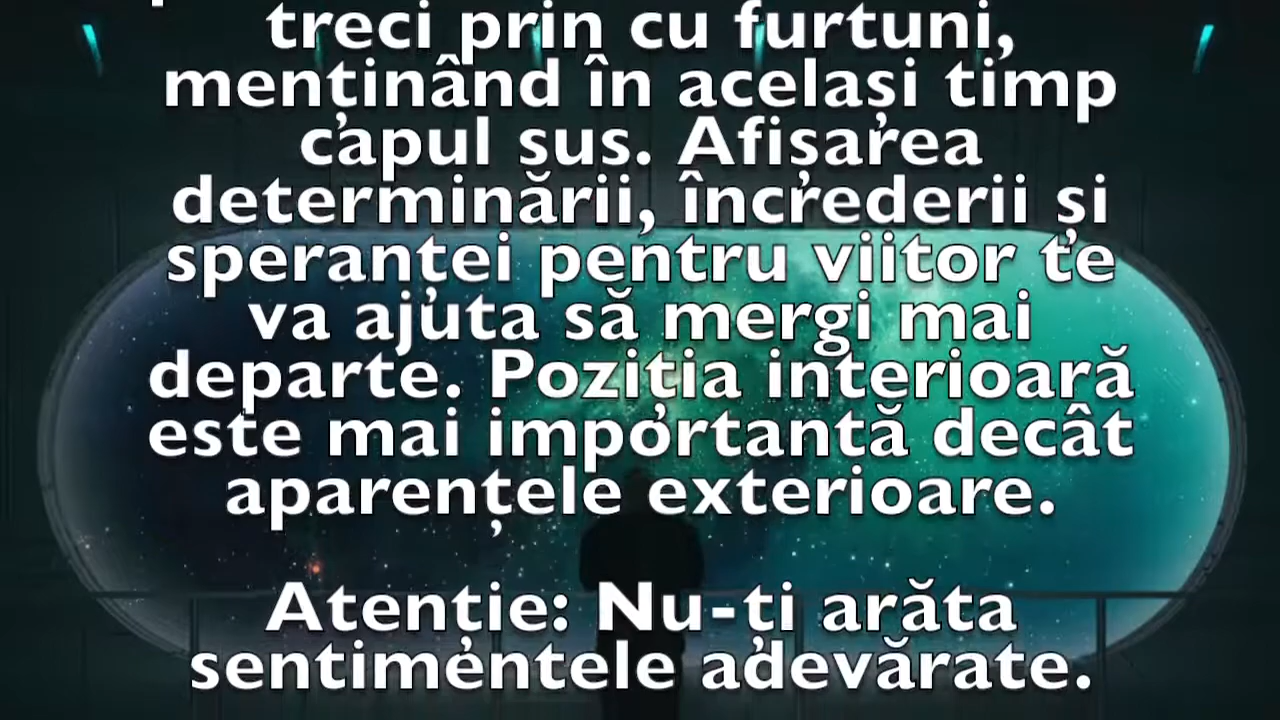 treci prin cu furtuni,
menținând în același timp
capul sus. Afișarea
determinării, încrederii și
speranței pentru viitor te
va ajuta să mergi mai
departe. Poziția interioară
este mai importantă decât
aparențele exterioare.
Atenție: Nu-ți arăta
sentimentele adevărate.